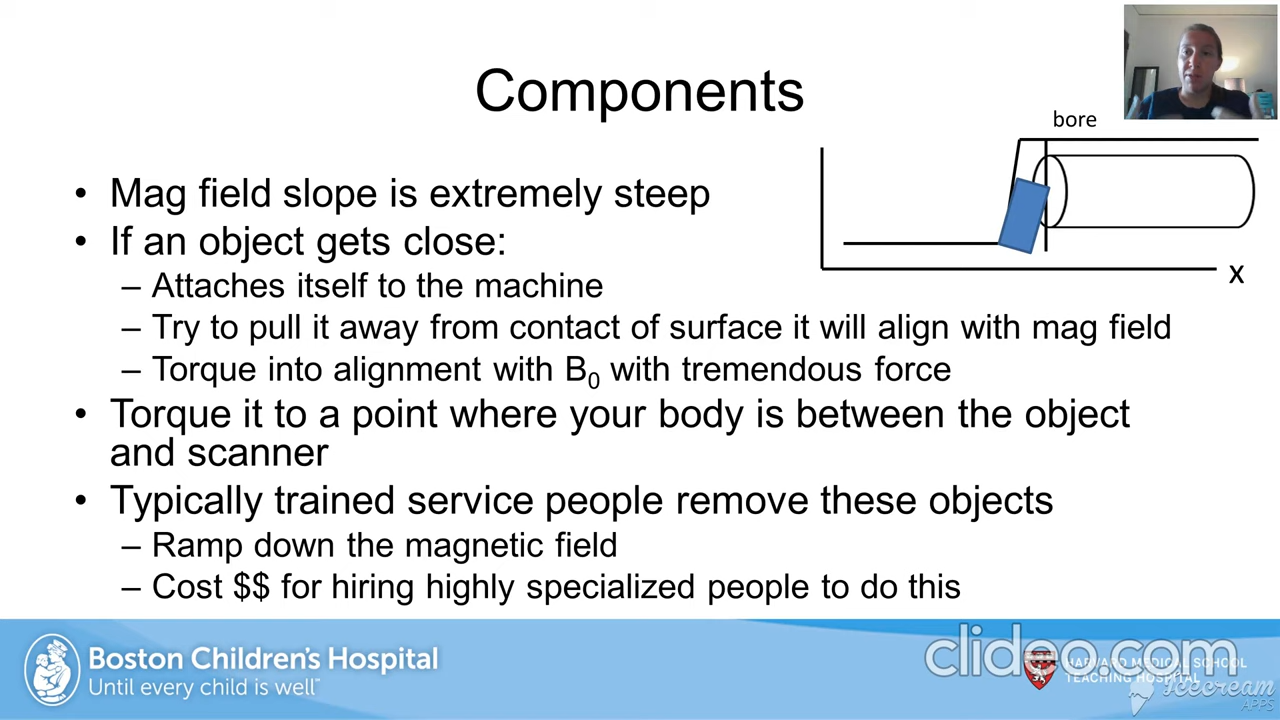 Components
bore
x
• Mag field slope is extremely steep
• If an object gets close:
– Attaches itself to the machine
– Try to pull it away from contact of surface it will align with mag field
– Torque into alignment with B0 with tremendous force
• Torque it to a point where your body is between the object
and scanner
• Typically trained service people remove these objects
– Ramp down the magnetic field
– Cost $$ for hiring highly specialized people to do this
Boston Children's Hospital
Until every child is well™
HARVARD MEDICAL SCHOOL
TEACHING HOSPITAL
clideo.com
Icecream
APPS